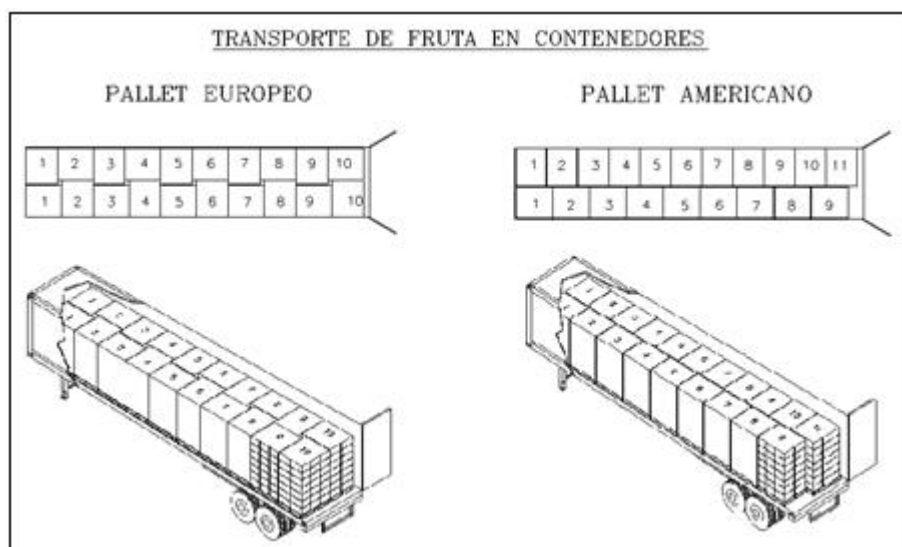 TRANSPORTE DE FRUTA EN CONTENEDORES
PALLET EUROPEO
PALLET AMERICANO
1 2 3 4 5 6 7 8 9 10
1 2 3 4 5 6 7 8 9 10
1 2 3 4 5 6 7 8 9 10 11
1 2 3 4 5 6 7 8 9